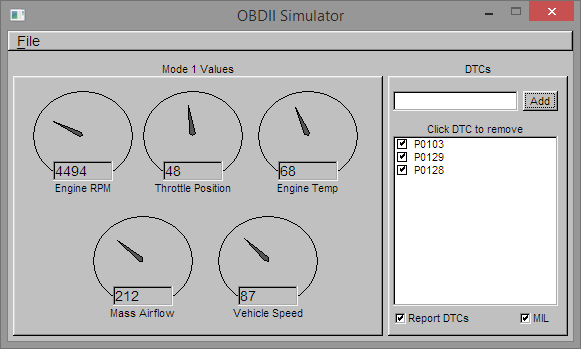 OBDII Simulator
File
Mode 1 Values
4494
Engine RPM
48
Throttle Position
68
Engine Temp
212
Mass Airflow
87
Vehicle Speed
DTCs
Add
Click DTC to remove
P0103
P0129
P0128
Report DTCs
MIL